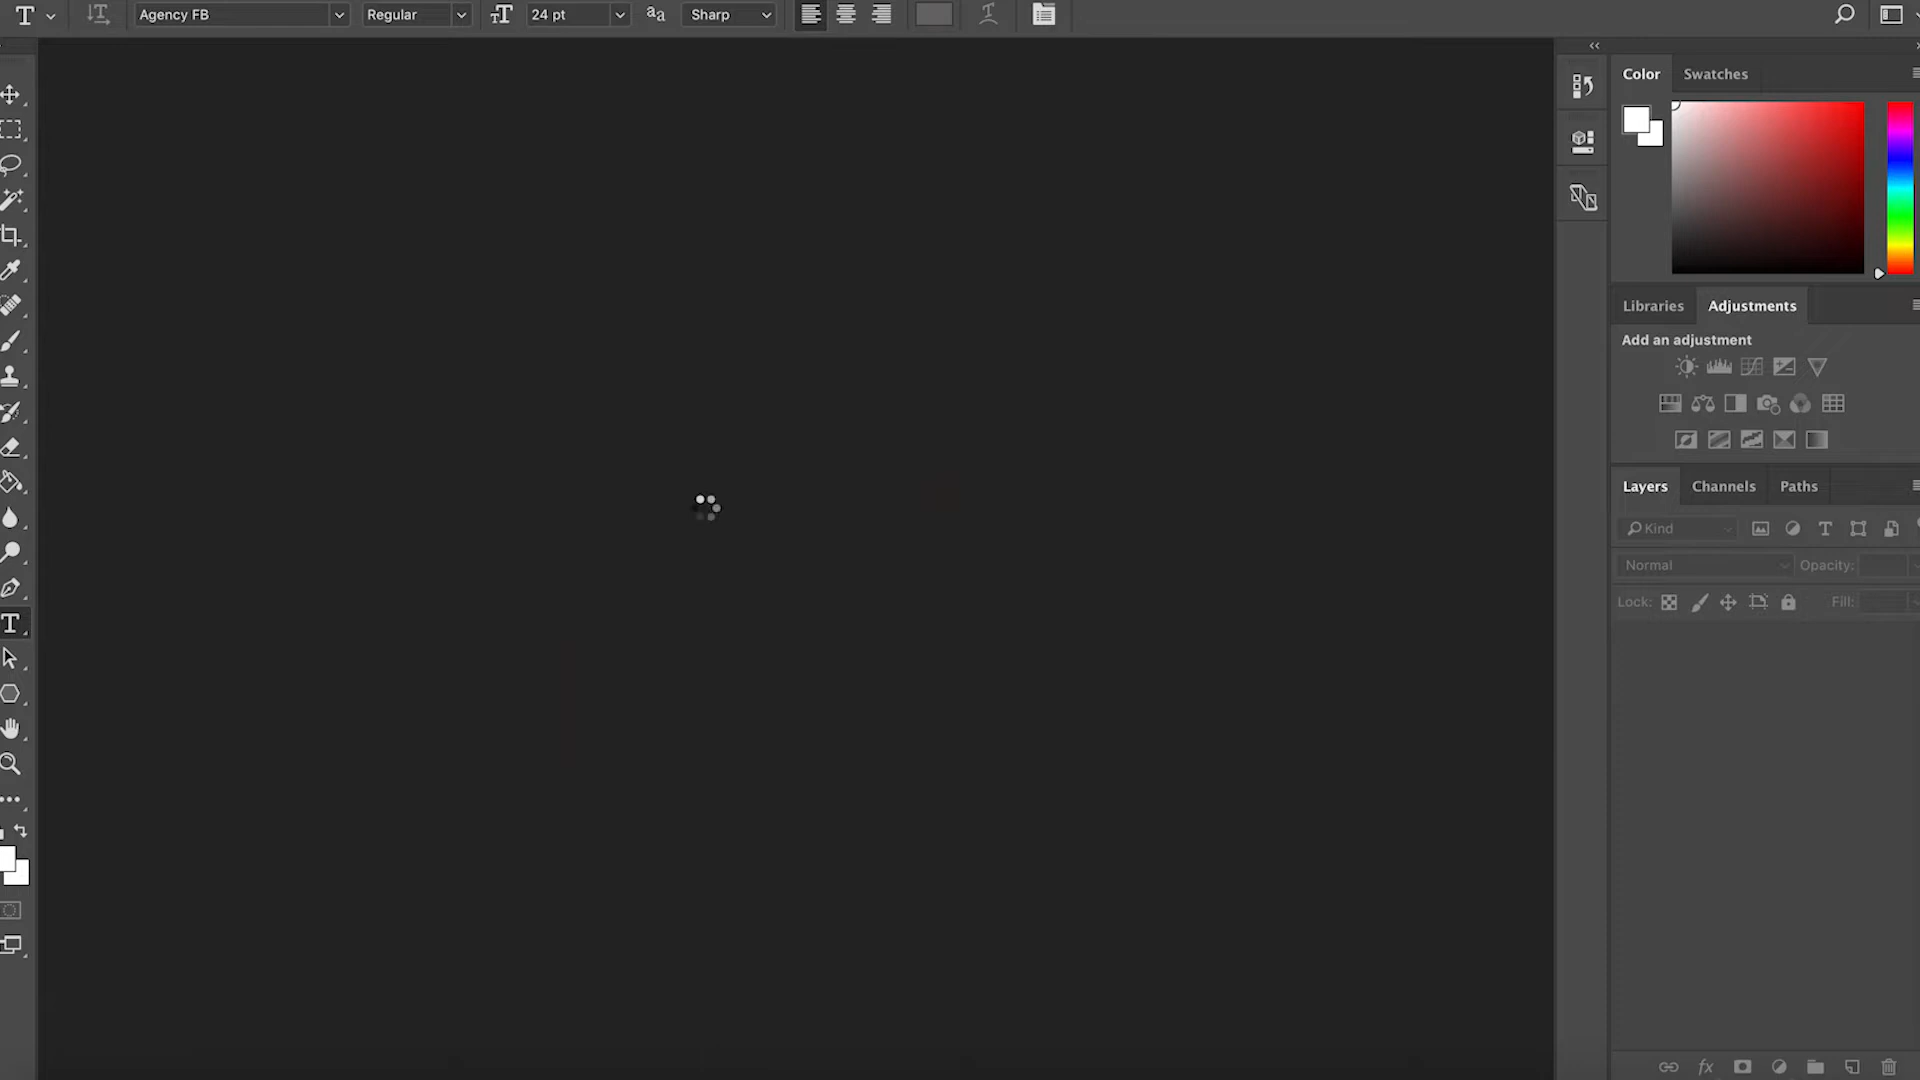 Agency FB Regular 24 pt Sharp
Color Swatches
Libraries Adjustments
Add an adjustment
Layers Channels Paths
Kind
Normal Opacity:
Lock: Fill:
fx